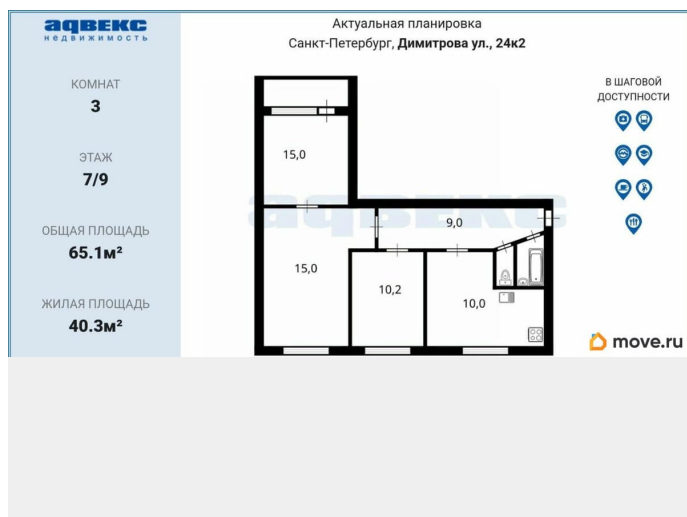 адвекс
недвижимость
КОМНАТ
3
ЭТАЖ
7/9
ОБЩАЯ ПЛОЩАДЬ
65.1м²
ЖИЛАЯ ПЛОЩАДЬ
40.3м²
Актуальная планировка
Санкт-Петербург, Димитрова ул., 24к2
15,0
адвекс
9,0
15,0
10,2
10,0
В ШАГОВОЙ
ДОСТУПНОСТИ
move.ru